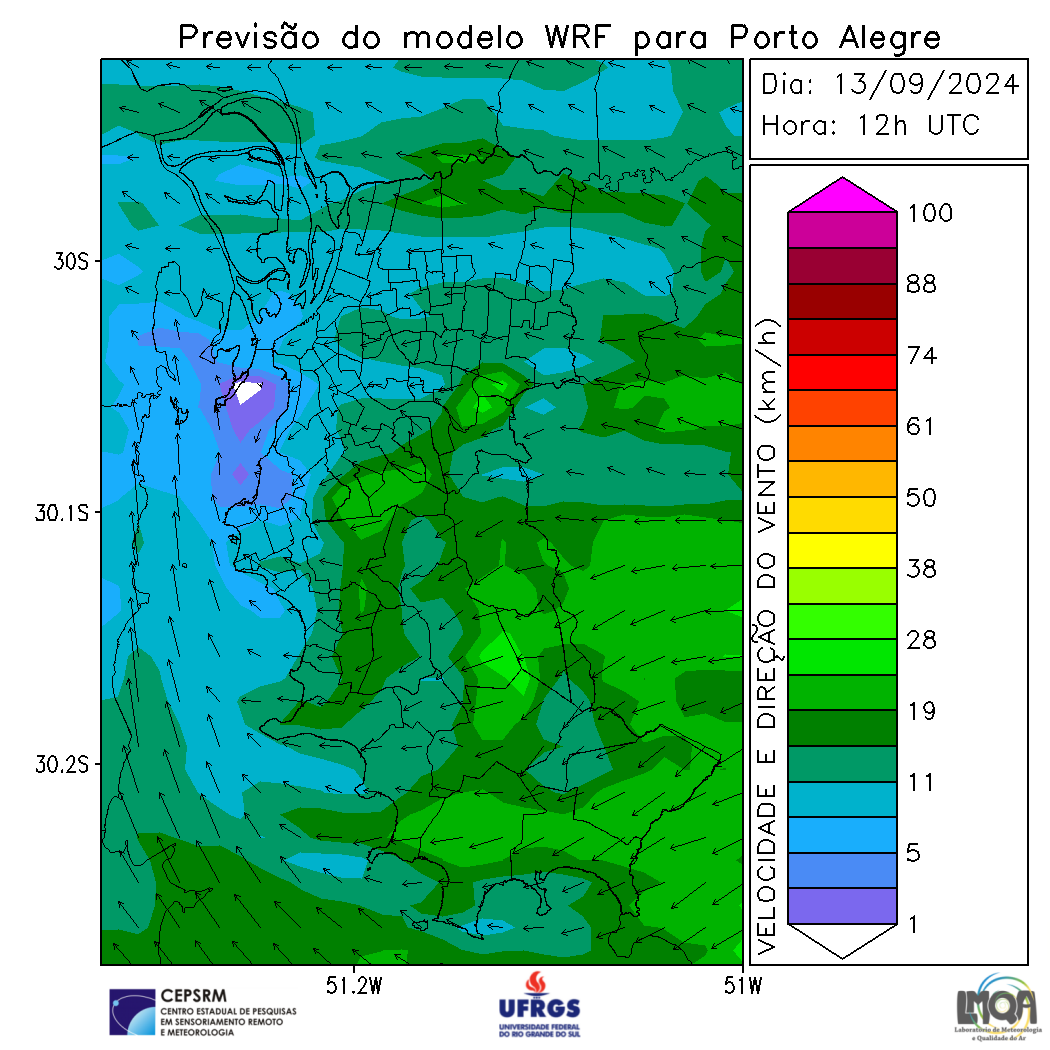 Previsão do modelo WRF para Porto Alegre
Dia: 13/09/2024
Hora: 12h UTC
30S
30.1S
30.2S
51.2W
51W
VELOCIDADE E DIREÇÃO DO VENTO (km/h)
100
88
74
61
50
38
28
19
11
5
1
CEPSRM
CENTRO ESTADUAL DE PESQUISAS
EM SENSORIAMENTO REMOTO
E METEOROLOGIA
UFRGS
UNIVERSIDADE FEDERAL
DO RIO GRANDE DO SUL
LMQA
Laboratório de Meteorologia
e Qualidade do Ar